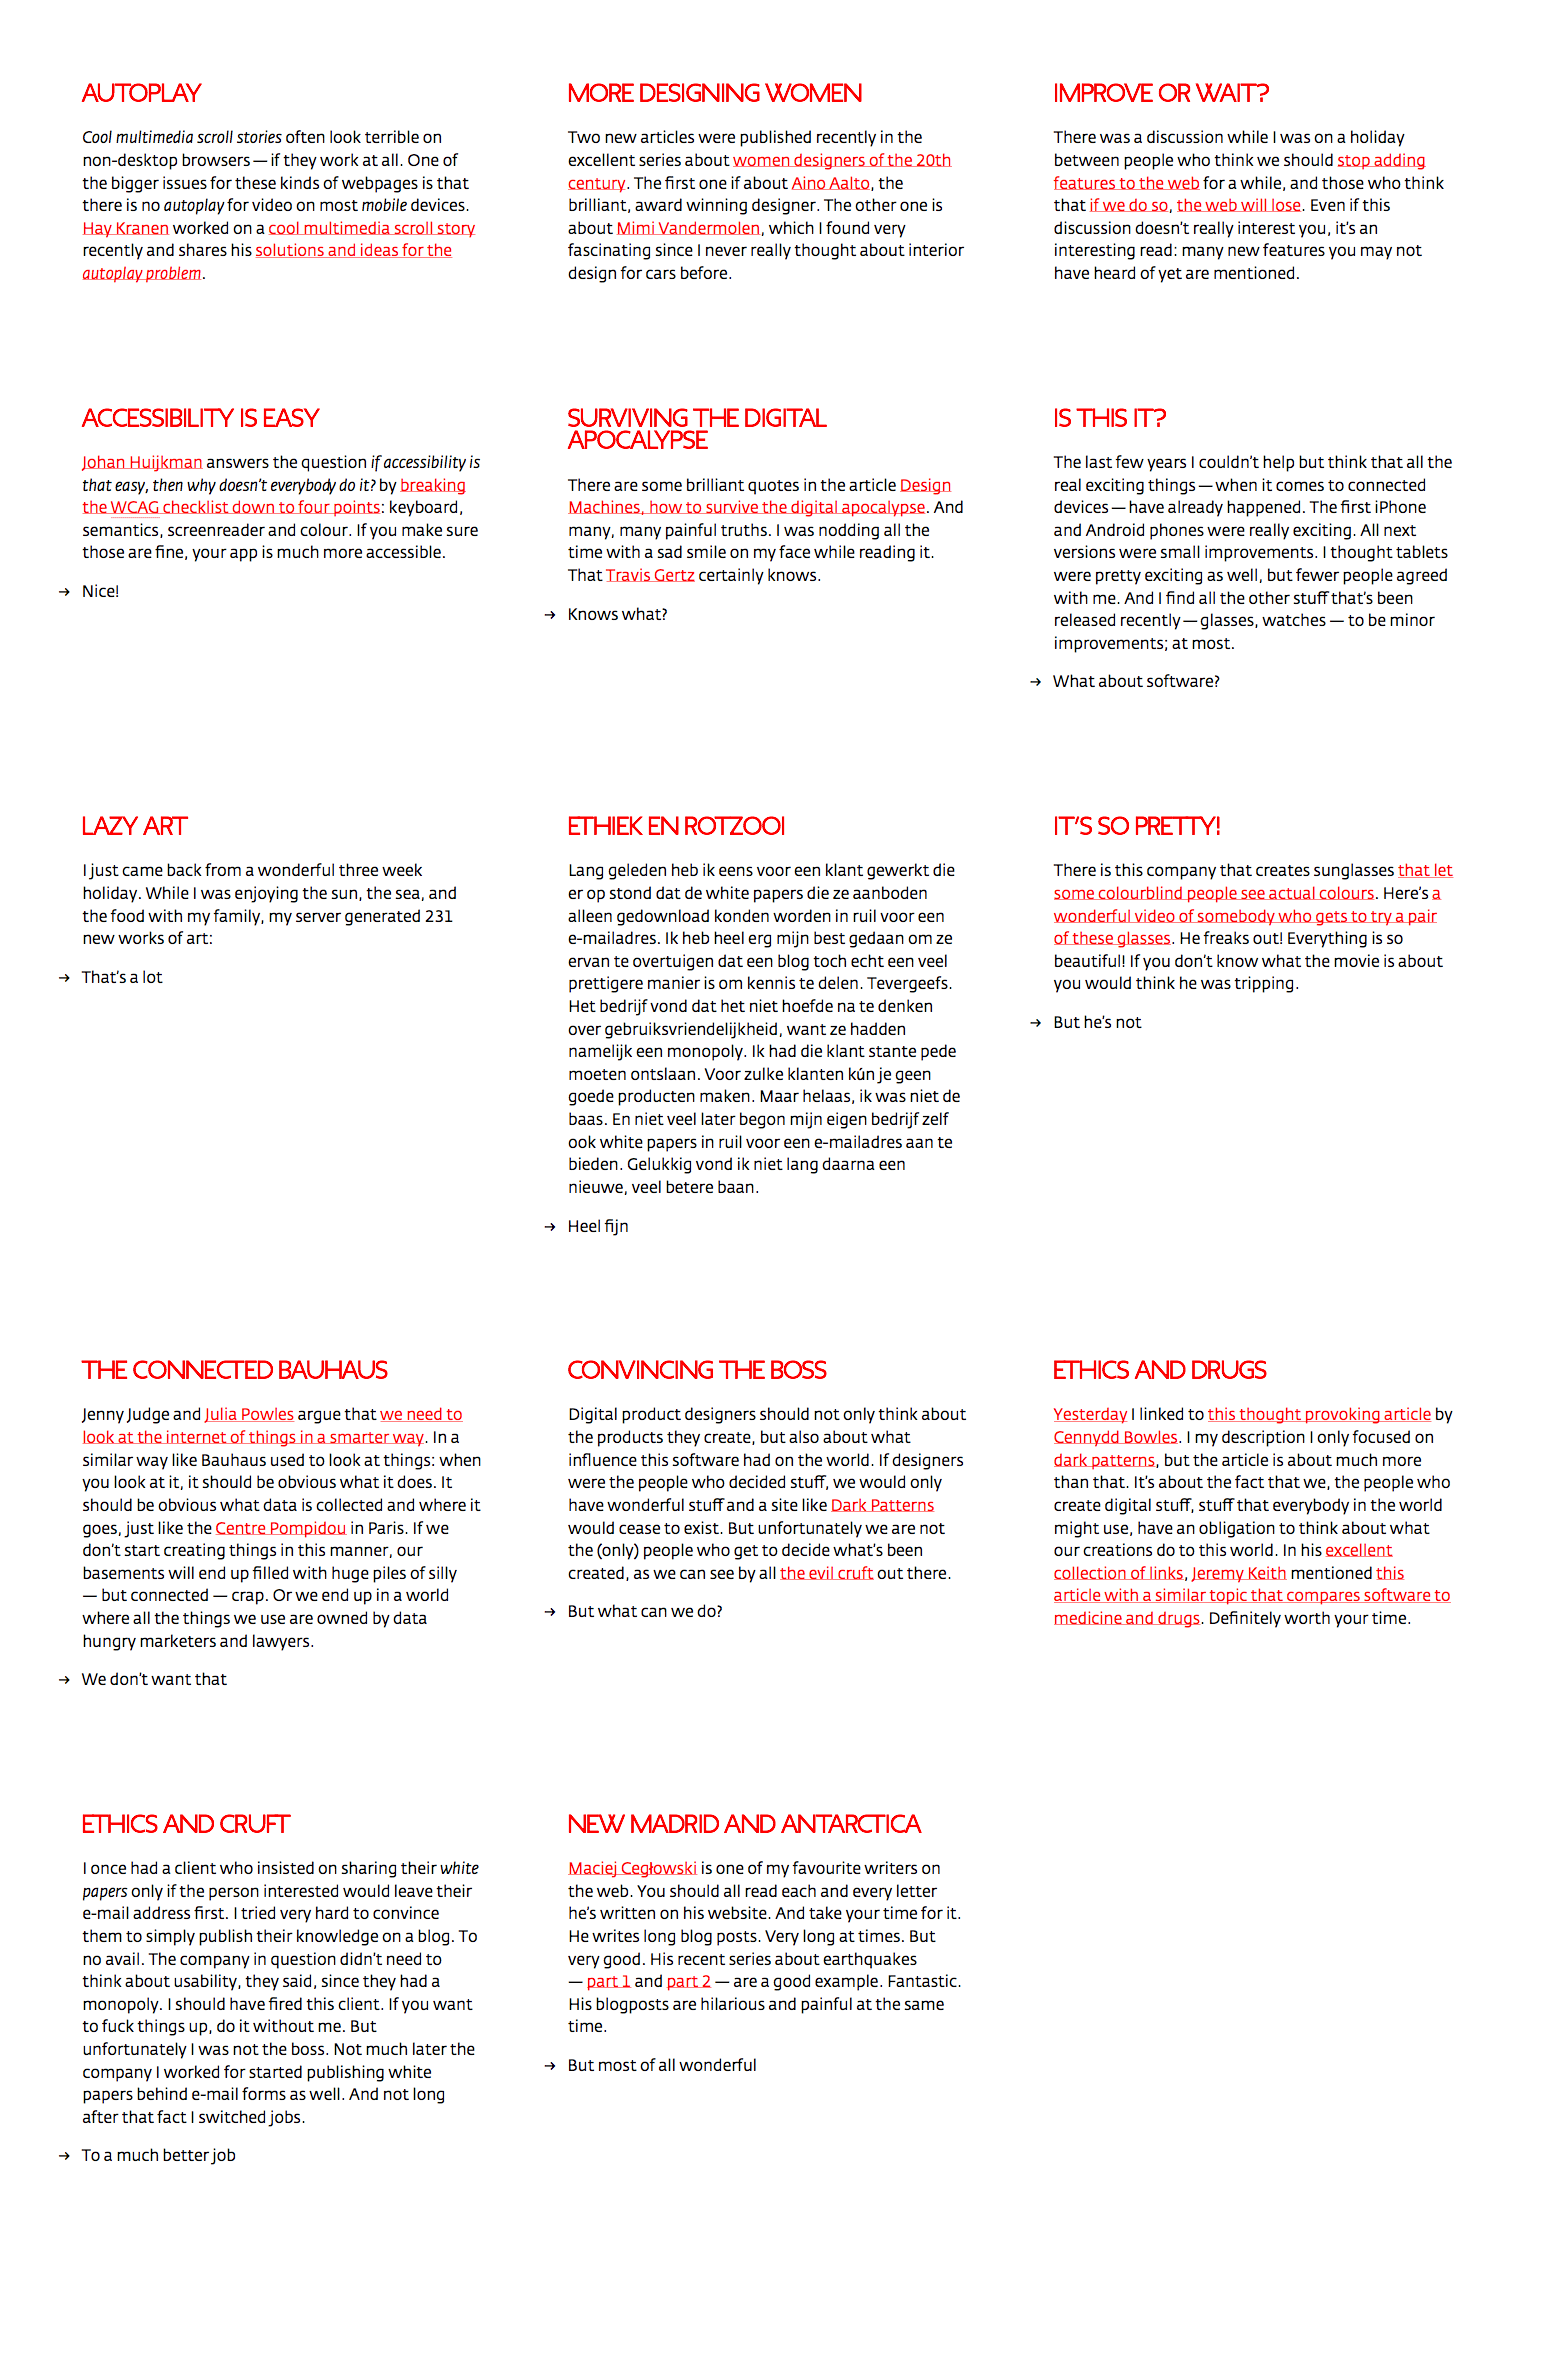 AUTOPLAY
Cool multimedia scroll stories often look terrible on
non-desktop browsers — if they work at all. One of
the bigger issues for these kinds of webpages is that
there is no autoplay for video on most mobile devices.
Hay Kranen worked on a cool multimedia scroll story
recently and shares his solutions and ideas for the
autoplay problem.
MORE DESIGNING WOMEN
Two new articles were published recently in the
excellent series about women designers of the 20th
century. The first one if about Aino Aalto, the
brilliant, award winning designer. The other one is
about Mimi Vandermolen, which I found very
fascinating since I never really thought about interior
design for cars before.
IMPROVE OR WAIT?
There was a discussion while I was on a holiday
between people who think we should stop adding
features to the web for a while, and those who think
that if we do so, the web will lose. Even if this
discussion doesn't really interest you, it's an
interesting read: many new features you may not
have heard of yet are mentioned.
ACCESSIBILITY IS EASY
Johan Huijkman answers the question if accessibility is
that easy, then why doesn't everybody do it? by breaking
the WCAG checklist down to four points: keyboard,
semantics, screenreader and colour. If you make sure
those are fine, your app is much more accessible.
→ Nice!
SURVIVING THE DIGITAL
APOCALYPSE
There are some brilliant quotes in the article Design
Machines, how to survive the digital apocalypse. And
many, many painful truths. I was nodding all the
time with a sad smile on my face while reading it.
That Travis Gertz certainly knows.
→ Knows what?
IS THIS IT?
The last few years I couldn't help but think that all the
real exciting things — when it comes to connected
devices — have already happened. The first iPhone
and Android phones were really exciting. All next
versions were small improvements. I thought tablets
were pretty exciting as well, but fewer people agreed
with me. And I find all the other stuff that's been
released recently — glasses, watches — to be minor
improvements; at most.
→ What about software?
LAZY ART
I just came back from a wonderful three week
holiday. While I was enjoying the sun, the sea, and
the food with my family, my server generated 231
new works of art:
→ That's a lot
ETHIEK EN ROTZOOI
Lang geleden heb ik eens voor een klant gewerkt die
er op stond dat de white papers die ze aanboden
alleen gedownload konden worden in ruil voor een
e-mailadres. Ik heb heel erg mijn best gedaan om ze
ervan te overtuigen dat een blog toch echt een veel
prettigere manier is om kennis te delen. Tevergeefs.
Het bedrijf vond dat het niet hoefde na te denken
over gebruiksvriendelijkheid, want ze hadden
namelijk een monopoly. Ik had die klant stante pede
moeten ontslaan. Voor zulke klanten kún je geen
goede producten maken. Maar helaas, ik was niet de
baas. En niet veel later begon mijn eigen bedrijf zelf
ook white papers in ruil voor een e-mailadres aan te
bieden. Gelukkig vond ik niet lang daarna een
nieuwe, veel betere baan.
→ Heel fijn
IT'S SO PRETTY!
There is this company that creates sunglasses that let
some colourblind people see actual colours. Here's a
wonderful video of somebody who gets to try a pair
of these glasses. He freaks out! Everything is so
beautiful! If you don't know what the movie is about
you would think he was tripping.
→ But he's not
THE CONNECTED BAUHAUS
Jenny Judge and Julia Powles argue that we need to
look at the internet of things in a smarter way. In a
similar way like Bauhaus used to look at things: when
you look at it, it should be obvious what it does. It
should be obvious what data is collected and where it
goes, just like the Centre Pompidou in Paris. If we
don't start creating things in this manner, our
basements will end up filled with huge piles of silly
— but connected — crap. Or we end up in a world
where all the things we use are owned by data
hungry marketers and lawyers.
→ We don't want that
CONVINCING THE BOSS
Digital product designers should not only think about
the products they create, but also about what
influence this software had on the world. If designers
were the people who decided stuff, we would only
have wonderful stuff and a site like Dark Patterns
would cease to exist. But unfortunately we are not
the (only) people who get to decide what's been
created, as we can see by all the evil cruft out there.
→ But what can we do?
ETHICS AND DRUGS
Yesterday I linked to this thought provoking article by
Cennydd Bowles. I my description I only focused on
dark patterns, but the article is about much more
than that. It's about the fact that we, the people who
create digital stuff, stuff that everybody in the world
might use, have an obligation to think about what
our creations do to this world. In his excellent
collection of links, Jeremy Keith mentioned this
article with a similar topic that compares software to
medicine and drugs. Definitely worth your time.
ETHICS AND CRUFT
I once had a client who insisted on sharing their white
papers only if the person interested would leave their
e-mail address first. I tried very hard to convince
them to simply publish their knowledge on a blog. To
no avail. The company in question didn't need to
think about usability, they said, since they had a
monopoly. I should have fired this client. If you want
to fuck things up, do it without me. But
unfortunately I was not the boss. Not much later the
company I worked for started publishing white
papers behind e-mail forms as well. And not long
after that fact I switched jobs.
→ To a much better job
NEW MADRID AND ANTARCTICA
Maciej Cegłowski is one of my favourite writers on
the web. You should all read each and every letter
he's written on his website. And take your time for it.
He writes long blog posts. Very long at times. But
very good. His recent series about earthquakes
— part 1 and part 2 — are a good example. Fantastic.
His blogposts are hilarious and painful at the same
time.
→ But most of all wonderful